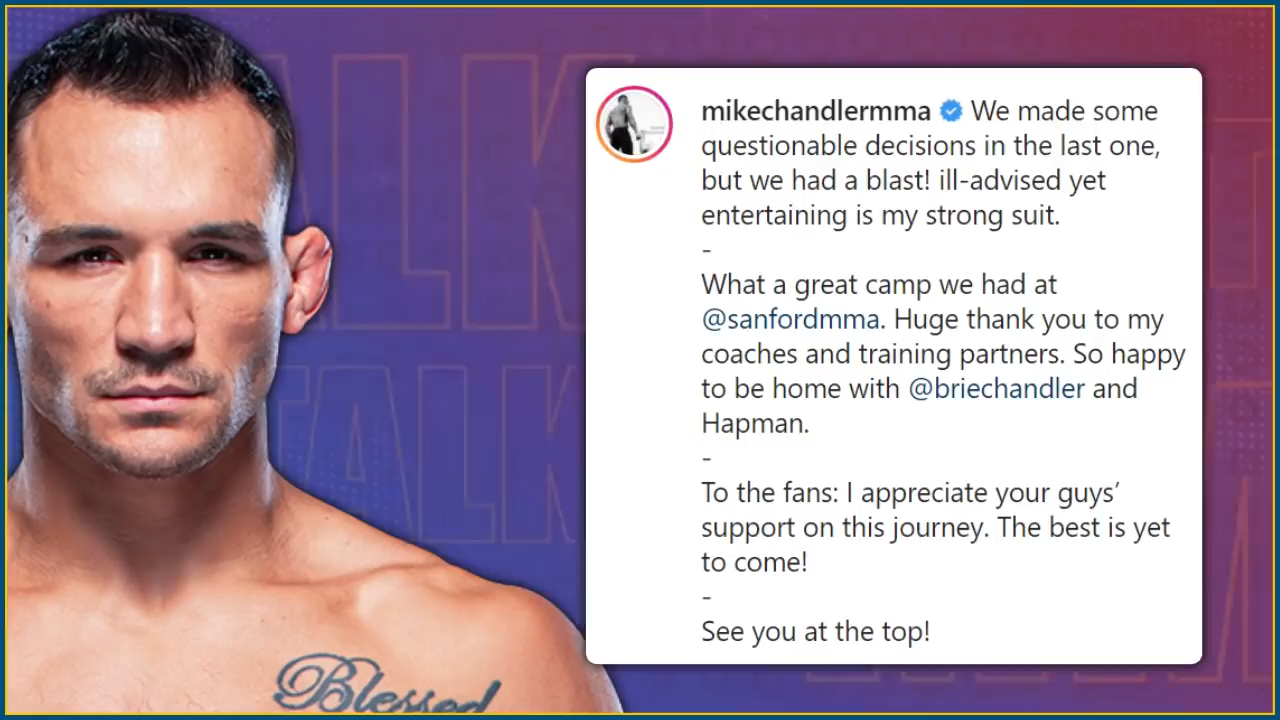 mikechandlermma We made some
questionable decisions in the last one,
but we had a blast! ill-advised yet
entertaining is my strong suit.
-
What a great camp we had at
@sanfordmma. Huge thank you to my
coaches and training partners. So happy
to be home with @briechandler and
Hapman.
-
To the fans: I appreciate your guys’
support on this journey. The best is yet
to come!
-
See you at the top!
Blessed
TALK
TALK